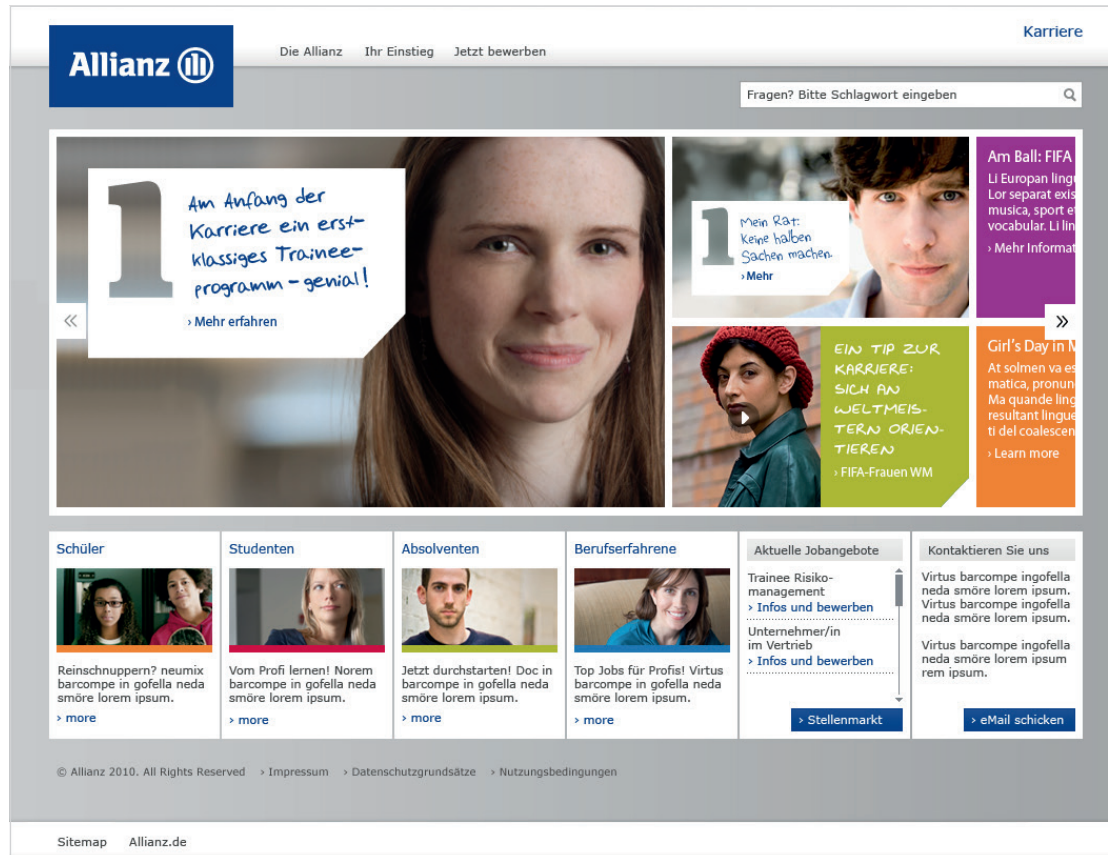 Karriere
Allianz
Die Allianz Ihr Einstieg Jetzt bewerben
Fragen? Bitte Schlagwort eingeben
1
Am Anfang der
Karriere ein erst-
klassiges Trainee-
programm - genial!
› Mehr erfahren
«
1
Mein Rat:
Keine halben
Sachen machen.
› Mehr
Am Ball: FIFA
Li Europan lingu
Lor separat exis
musica, sport et
vocabular. Li lin
› Mehr Informat
»
EIN TIP ZUR
KARRIERE:
SICH AN
WELTMEIS-
TERN ORIEN-
TIEREN
› FIFA-Frauen WM
Girl's Day in M
At solmen va es
matica, pronun
Ma quande ling
resultant lingue
ti del coalescen
› Learn more
Schüler
Reinschnuppern? neumix
barcompe in gofella neda
smöre lorem ipsum.
› more
Studenten
Vom Profi lernen! Norem
barcompe in gofella neda
smöre lorem ipsum.
› more
Absolventen
Jetzt durchstarten! Doc in
barcompe in gofella neda
smöre lorem ipsum.
› more
Berufserfahrene
Top Jobs für Profis! Virtus
barcompe in gofella neda
smöre lorem ipsum.
› more
Aktuelle Jobangebote
Trainee Risiko-
management
› Infos und bewerben
Unternehmer/in
im Vertrieb
› Infos und bewerben
› Stellenmarkt
Kontaktieren Sie uns
Virtus barcompe ingofella
neda smöre lorem ipsum.
Virtus barcompe ingofella
neda smöre lorem ipsum.
Virtus barcompe ingofella
neda smöre lorem ipsum
rem ipsum.
› eMail schicken
© Allianz 2010. All Rights Reserved › Impressum › Datenschutzgrundsätze › Nutzungsbedingungen
Sitemap Allianz.de